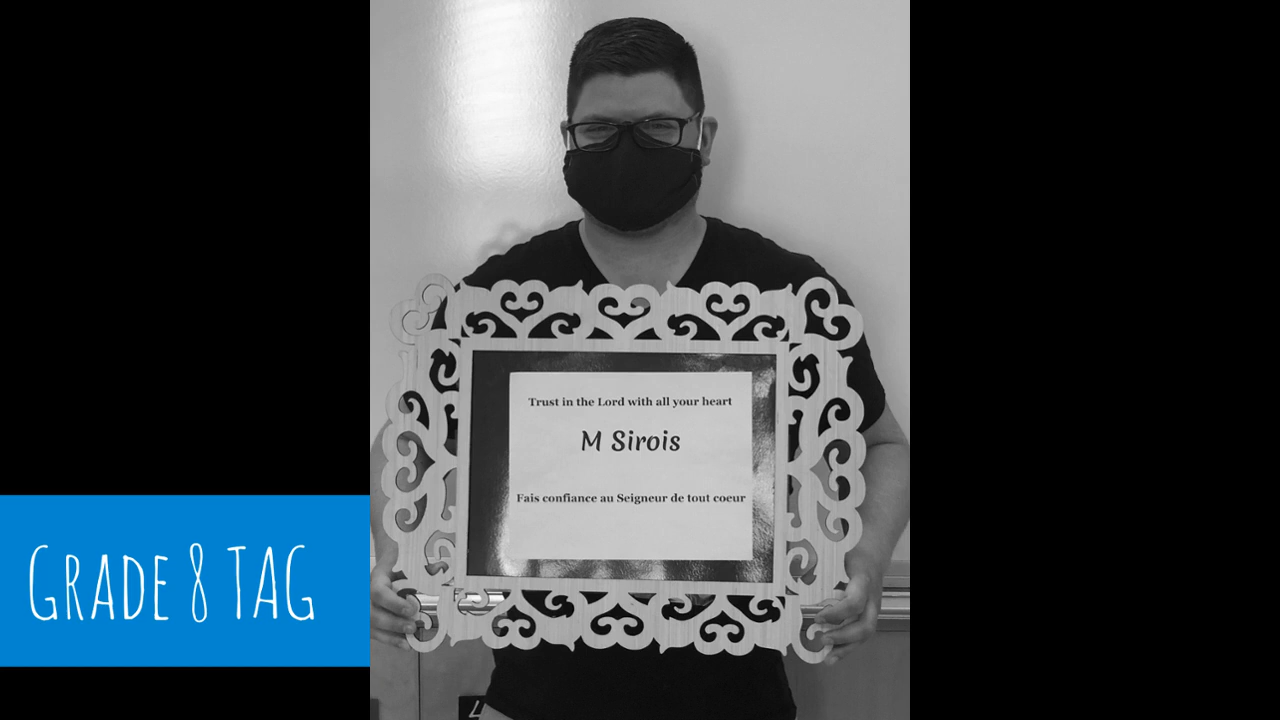 Trust in the Lord with all your heart
M Sirois
Fais confiance au Seigneur de tout coeur
GRADE 8 TAG